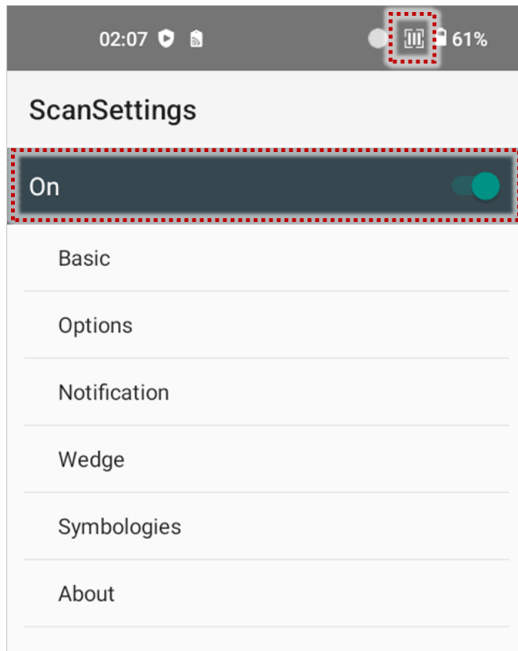 02:07 61%
ScanSettings
On
Basic
Options
Notification
Wedge
Symbologies
About